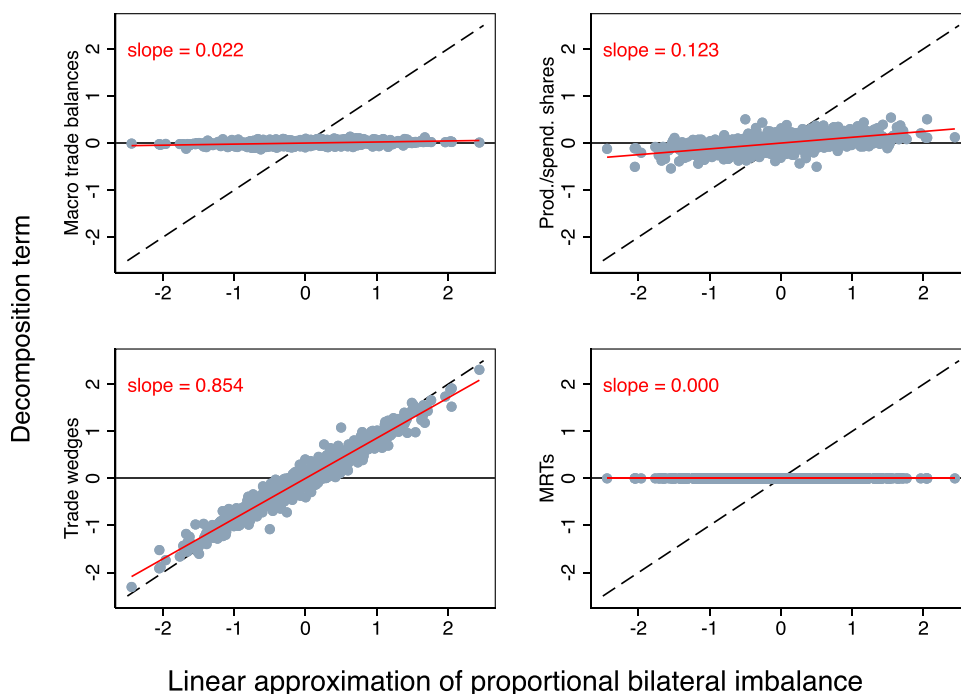 slope = 0.022
Macro trade balances
2
1
0
-1
-2
-2 -1 0 1 2
slope = 0.123
Prod./spend. shares
2
1
0
-1
-2
-2 -1 0 1 2
Decomposition term
slope = 0.854
Trade wedges
2
1
0
-1
-2
-2 -1 0 1 2
slope = 0.000
MRTs
2
1
0
-1
-2
-2 -1 0 1 2
Linear approximation of proportional bilateral imbalance